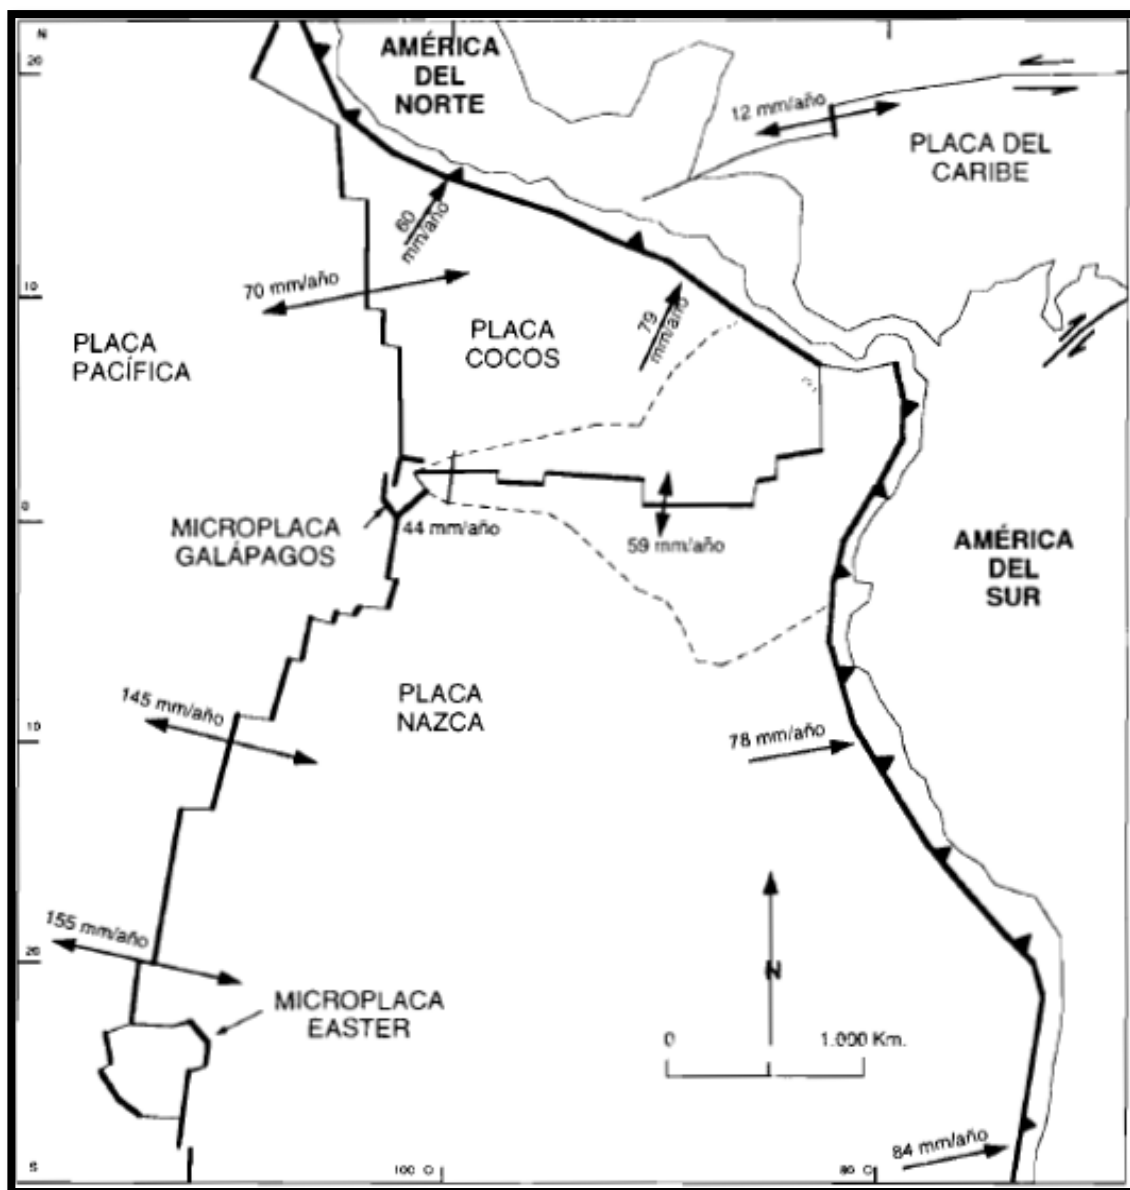 N
20
AMÉRICA
DEL
NORTE
12 mm/año
PLACA DEL
CARIBE
60
mm/año
70 mm/año
10
PLACA
PACÍFICA
PLACA
COCOS
79
mm/año
0
MICROPLACA
GALÁPAGOS
44 mm/año
59 mm/año
AMÉRICA
DEL
SUR
145 mm/año
PLACA
NAZCA
10
78 mm/año
155 mm/año
20
N
MICROPLACA
EASTER
0
1.000 Km.
84 mm/año
S
100 O
80 O